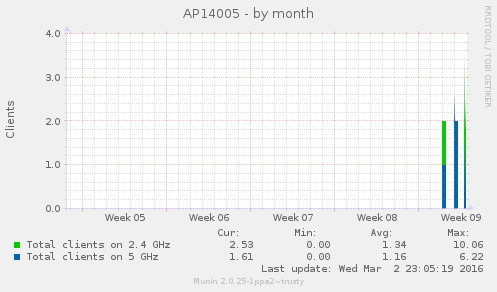 AP14005 - by month
RRDTOOL / TOBI OETIKER
Clients
4.0
3.0
2.0
1.0
0.0
Week 05 Week 06 Week 07 Week 08 Week 09
Cur: Min: Avg: Max:
Total clients on 2.4 GHz 2.53 0.00 1.34 10.06
Total clients on 5 GHz 1.61 0.00 1.16 6.22
Last update: Wed Mar 2 23:05:19 2016
Munin 2.0.25-1ppa2~trusty